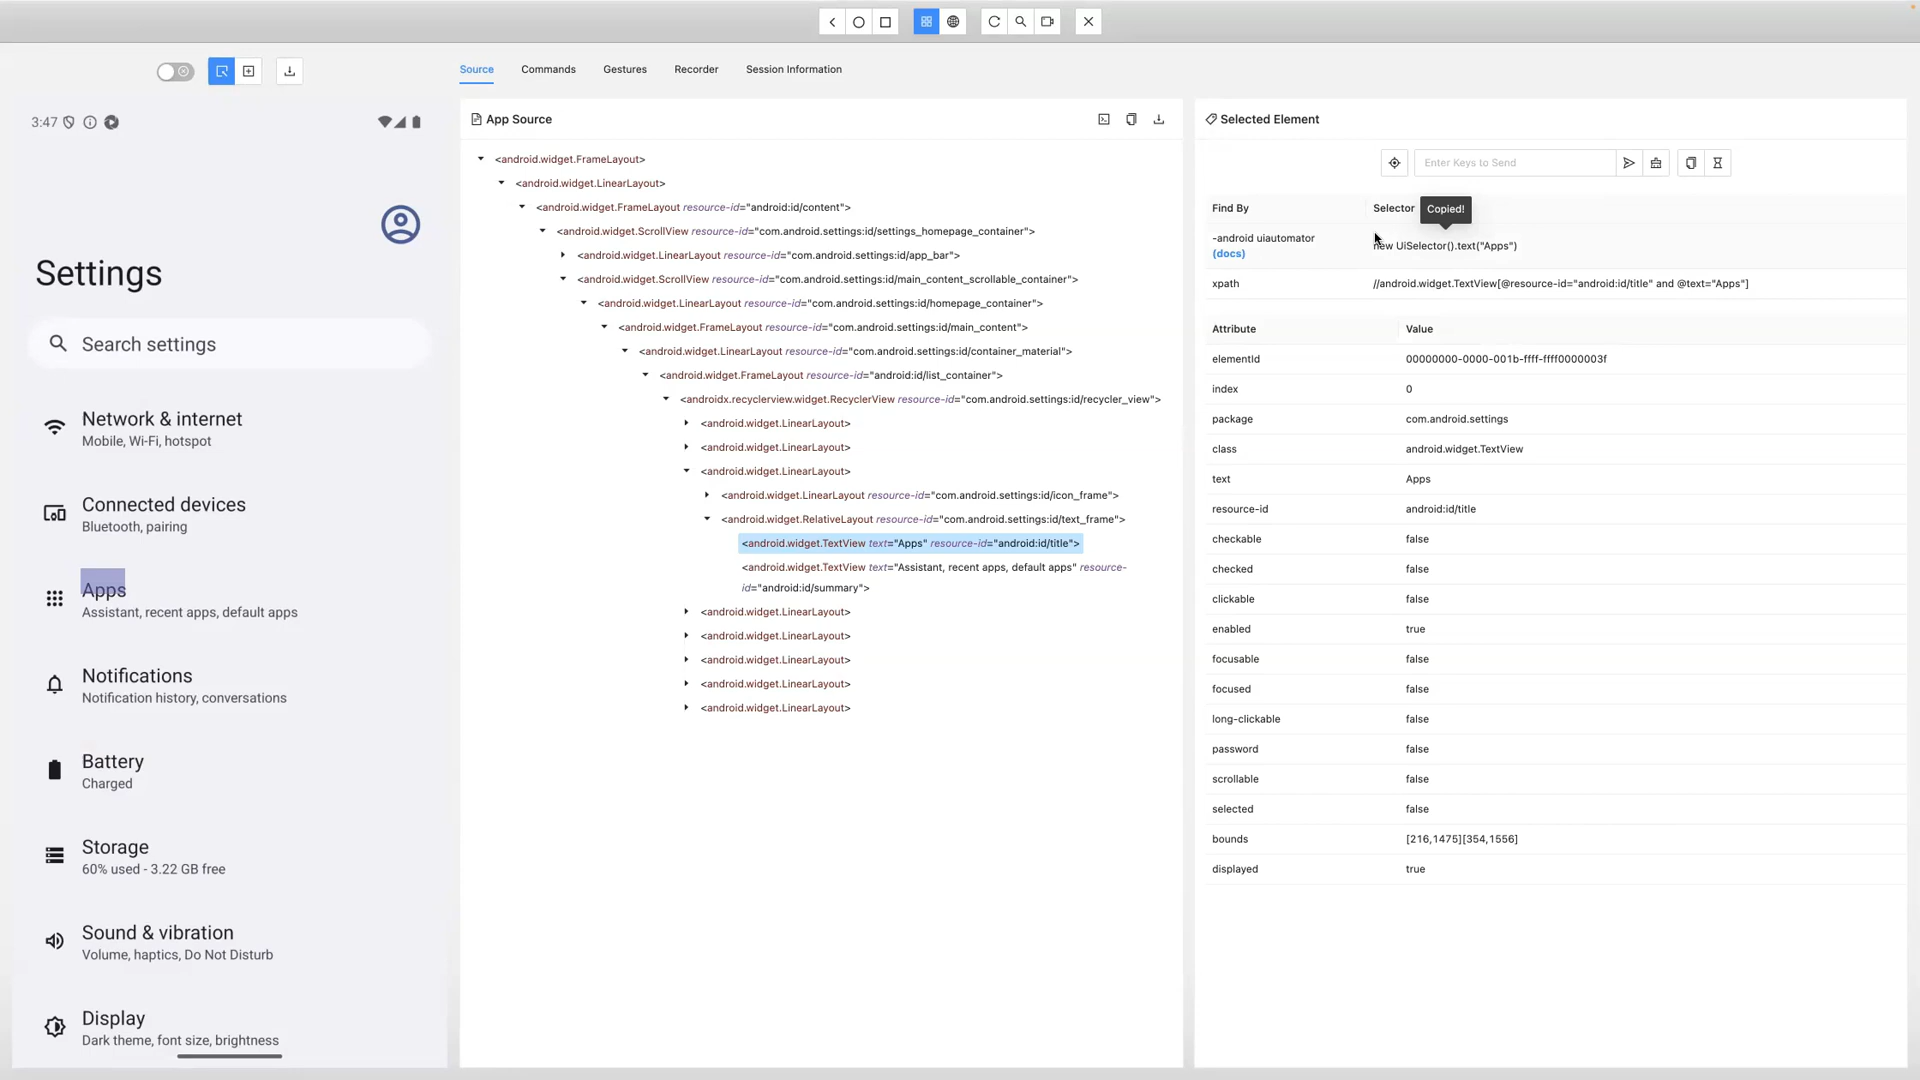 Source Commands Gestures Recorder Session Information
3:47
Settings
Search settings
Network & internet
Mobile, Wi-Fi, hotspot
Connected devices
Bluetooth, pairing
Apps
Assistant, recent apps, default apps
Notifications
Notification history, conversations
Battery
Charged
Storage
60% used - 3.22 GB free
Sound & vibration
Volume, haptics, Do Not Disturb
Display
Dark theme, font size, brightness
App Source
<android.widget.FrameLayout>
<android.widget.LinearLayout>
<android.widget.FrameLayout resource-id="android:id/content">
<android.widget.ScrollView resource-id="com.android.settings:id/settings_homepage_container">
<android.widget.LinearLayout resource-id="com.android.settings:id/app_bar">
<android.widget.ScrollView resource-id="com.android.settings:id/main_content_scrollable_container">
<android.widget.LinearLayout resource-id="com.android.settings:id/homepage_container">
<android.widget.FrameLayout resource-id="com.android.settings:id/main_content">
<android.widget.LinearLayout resource-id="com.android.settings:id/container_material">
<android.widget.FrameLayout resource-id="android:id/list_container">
<androidx.recyclerview.widget.RecyclerView resource-id="com.android.settings:id/recycler_view">
<android.widget.LinearLayout>
<android.widget.LinearLayout>
<android.widget.LinearLayout>
<android.widget.LinearLayout resource-id="com.android.settings:id/icon_frame">
<android.widget.RelativeLayout resource-id="com.android.settings:id/text_frame">
<android.widget.TextView text="Apps" resource-id="android:id/title">
<android.widget.TextView text="Assistant, recent apps, default apps" resource-
id="android:id/summary">
<android.widget.LinearLayout>
<android.widget.LinearLayout>
<android.widget.LinearLayout>
<android.widget.LinearLayout>
<android.widget.LinearLayout>
Selected Element
Enter Keys to Send
Find By Selector
Copied!
-android uiautomator
(docs)
new UiSelector().text("Apps")
xpath //android.widget.TextView[@resource-id="android:id/title" and @text="Apps"]
Attribute Value
elementId 00000000-0000-001b-ffff-ffff0000003f
index 0
package com.android.settings
class android.widget.TextView
text Apps
resource-id android:id/title
checkable false
checked false
clickable false
enabled true
focusable false
focused false
long-clickable false
password false
scrollable false
selected false
bounds [216,1475][354,1556]
displayed true